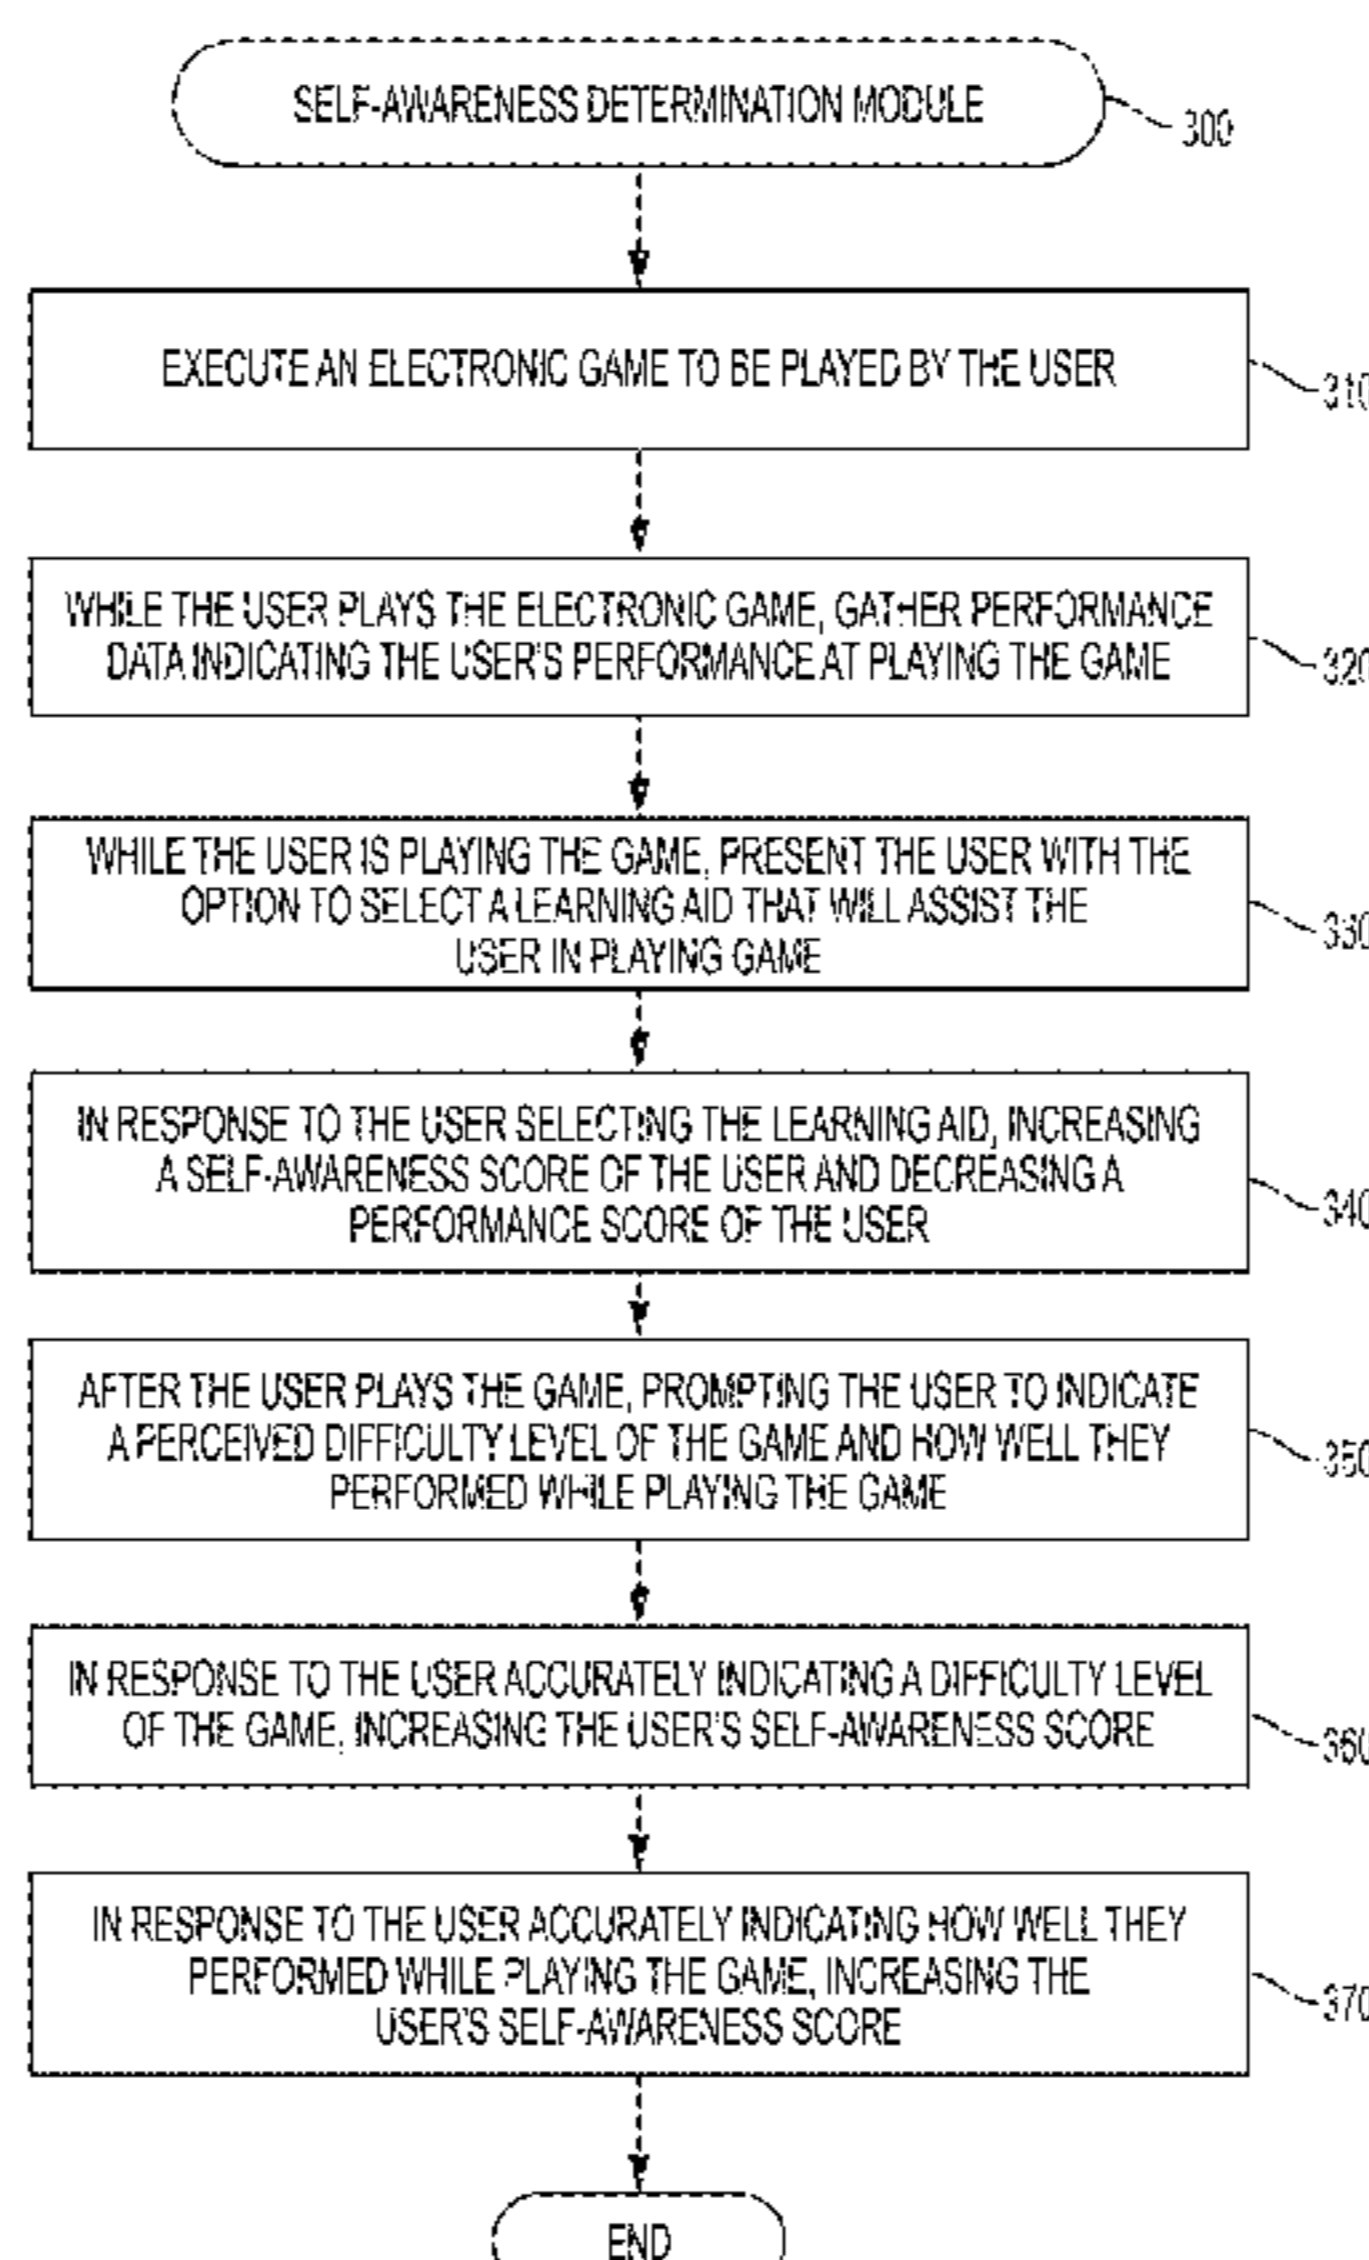 SELF-AWARENESS DETERMINATION MODULE
300
EXECUTE AN ELECTRONIC GAME TO BE PLAYED BY THE USER
310
WHILE THE USER PLAYS THE ELECTRONIC GAME, GATHER PERFORMANCE
DATA INDICATING THE USER'S PERFORMANCE AT PLAYING THE GAME
320
WHILE THE USER IS PLAYING THE GAME, PRESENT THE USER WITH THE
OPTION TO SELECT A LEARNING AID THAT WILL ASSIST THE
USER IN PLAYING GAME
330
IN RESPONSE TO THE USER SELECTING THE LEARNING AID, INCREASING
A SELF-AWARENESS SCORE OF THE USER AND DECREASING A
PERFORMANCE SCORE OF THE USER
340
AFTER THE USER PLAYS THE GAME, PROMPTING THE USER TO INDICATE
A PERCEIVED DIFFICULTY LEVEL OF THE GAME AND HOW WELL THEY
PERFORMED WHILE PLAYING THE GAME
350
IN RESPONSE TO THE USER ACCURATELY INDICATING A DIFFICULTY LEVEL
OF THE GAME, INCREASING THE USER'S SELF-AWARENESS SCORE
360
IN RESPONSE TO THE USER ACCURATELY INDICATING HOW WELL THEY
PERFORMED WHILE PLAYING THE GAME, INCREASING THE
USER'S SELF-AWARENESS SCORE
370
END